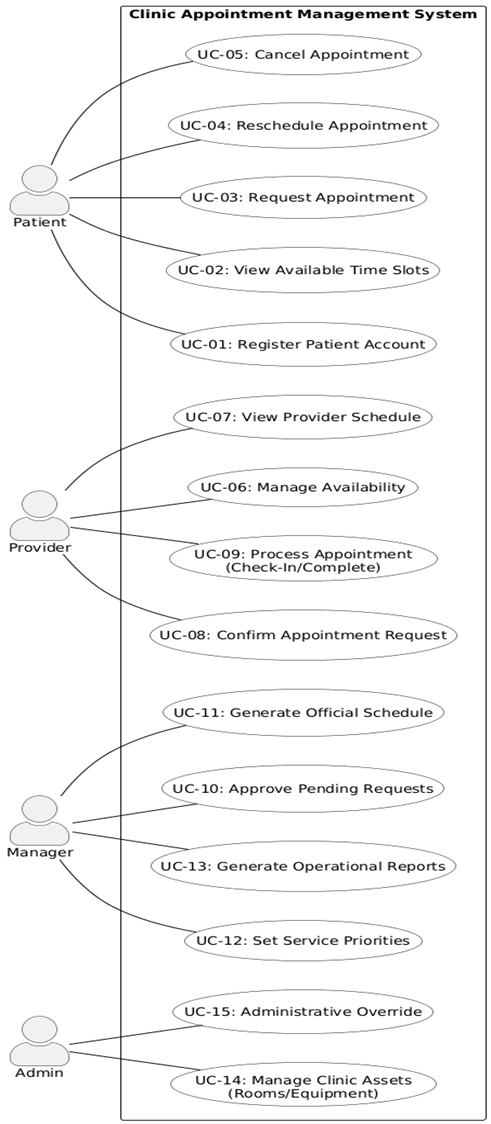 Clinic Appointment Management System
UC-05: Cancel Appointment
UC-04: Reschedule Appointment
UC-03: Request Appointment
Patient
UC-02: View Available Time Slots
UC-01: Register Patient Account
UC-07: View Provider Schedule
UC-06: Manage Availability
Provider
UC-09: Process Appointment
(Check-In/Complete)
UC-08: Confirm Appointment Request
UC-11: Generate Official Schedule
UC-10: Approve Pending Requests
Manager
UC-13: Generate Operational Reports
UC-12: Set Service Priorities
UC-15: Administrative Override
Admin
UC-14: Manage Clinic Assets
(Rooms/Equipment)